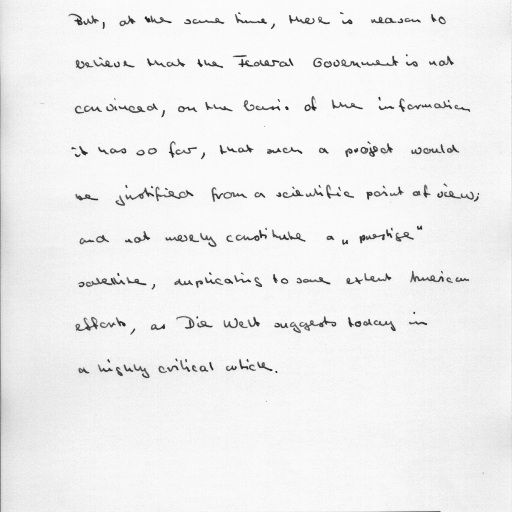 But, at the same time, there is reason to
believe that the Federal Government is not
convinced, on the basis of the information
it has so far, that such a project would
be justified from a scientific point of view;
and not merely constitute a „prestige"
satellite, duplicating to some extent American
efforts, as Die Welt suggests today in
a highly critical article.